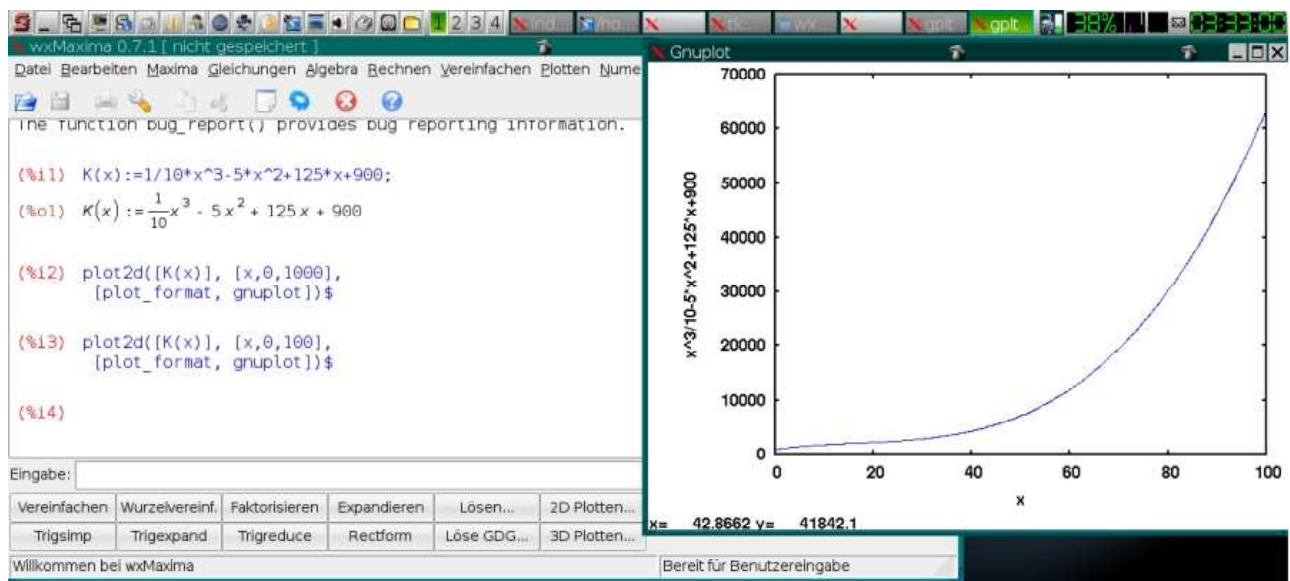 1 2 3 4
38%
03:33:00
wxMaxima 0.7.1 [ nicht gespeichert ]
Datei Bearbeiten Maxima Gleichungen Algebra Rechnen Vereinfachen Plotten Nume
The function bug_report() provides bug reporting information.
(%i1) K(x):=1/10*x^3-5*x^2+125*x+900;
(%o1) K(x) := 1/10 x^3 - 5 x^2 + 125 x + 900
(%i2) plot2d([K(x)], [x,0,1000],
[plot_format, gnuplot])$
(%i3) plot2d([K(x)], [x,0,100],
[plot_format, gnuplot])$
(%i4)
Eingabe:
Vereinfachen Wurzelvereinf. Faktorisieren Expandieren Lösen... 2D Plotten...
Trigsimp Trigexpand Trigreduce Rectform Löse GDG... 3D Plotten...
Willkommen bei wxMaxima
Bereit für Benutzereingabe
Gnuplot
70000
60000
50000
40000
30000
20000
10000
0
x^3/10-5*x^2+125*x+900
0 20 40 60 80 100
x
x= 42.8662 y= 41842.1